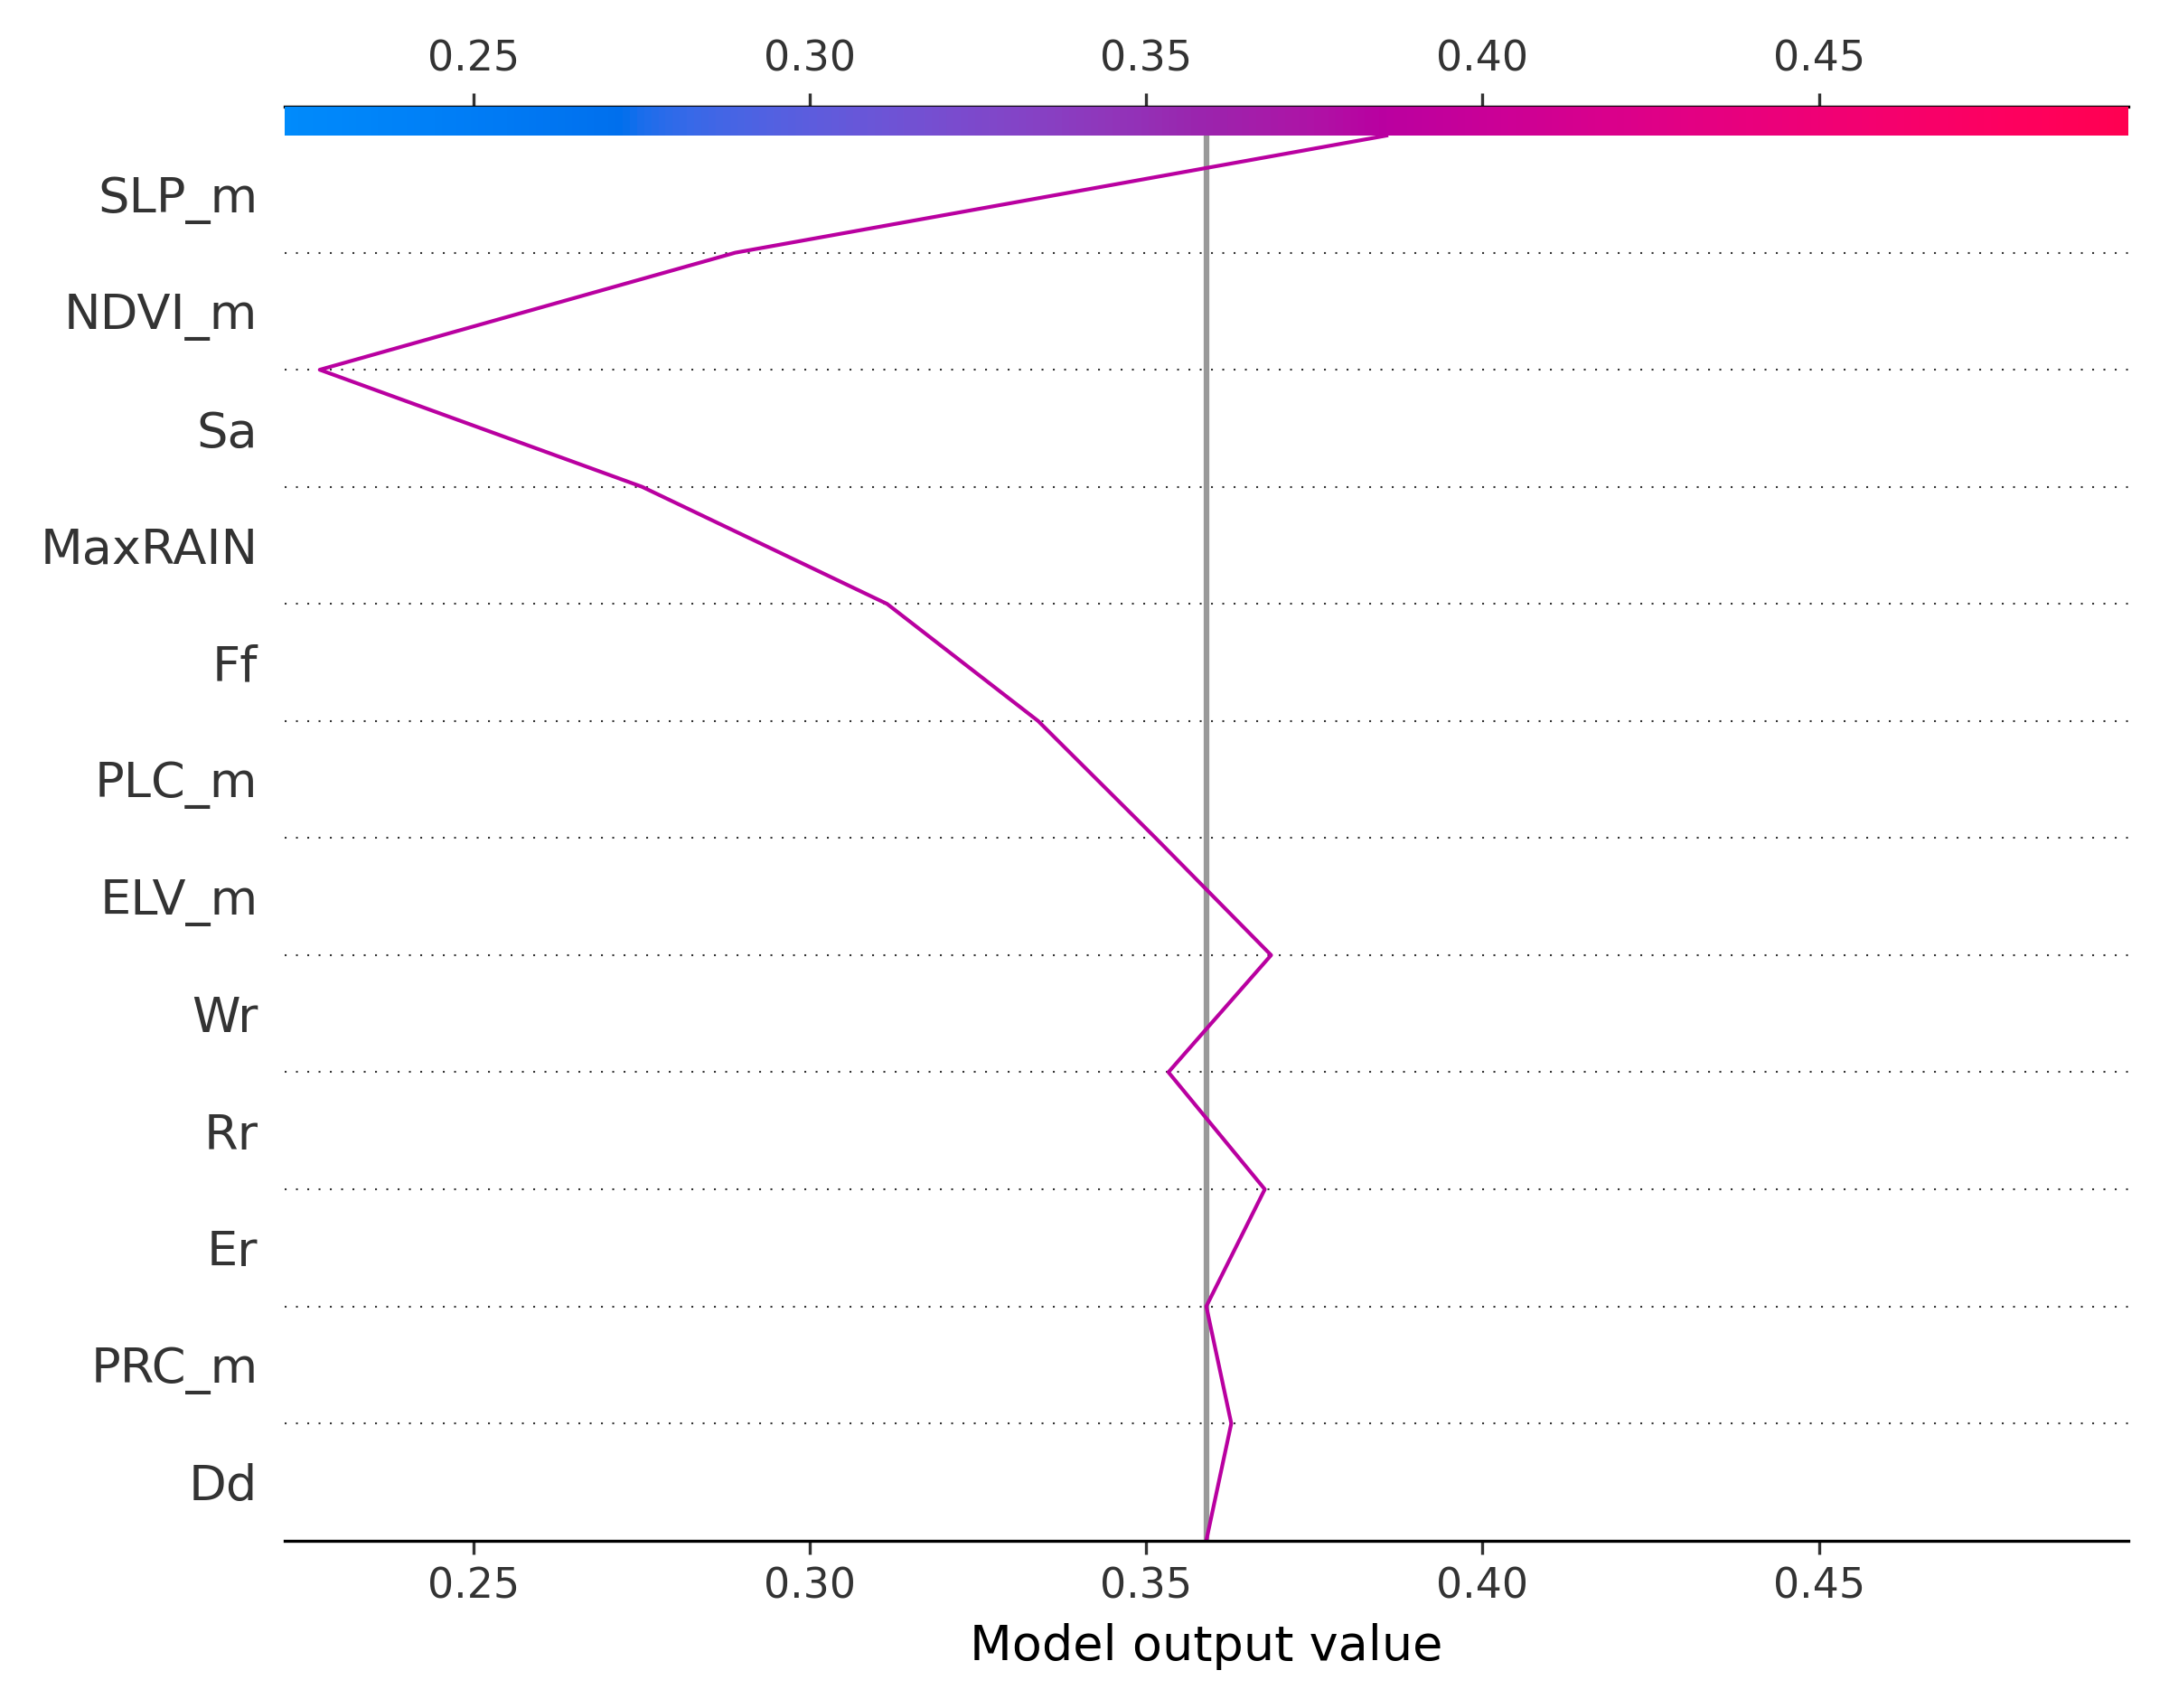 0.25 0.30 0.35 0.40 0.45
SLP_m
NDVI_m
Sa
MaxRAIN
Ff
PLC_m
ELV_m
Wr
Rr
Er
PRC_m
Dd
0.25 0.30 0.35 0.40 0.45
Model output value